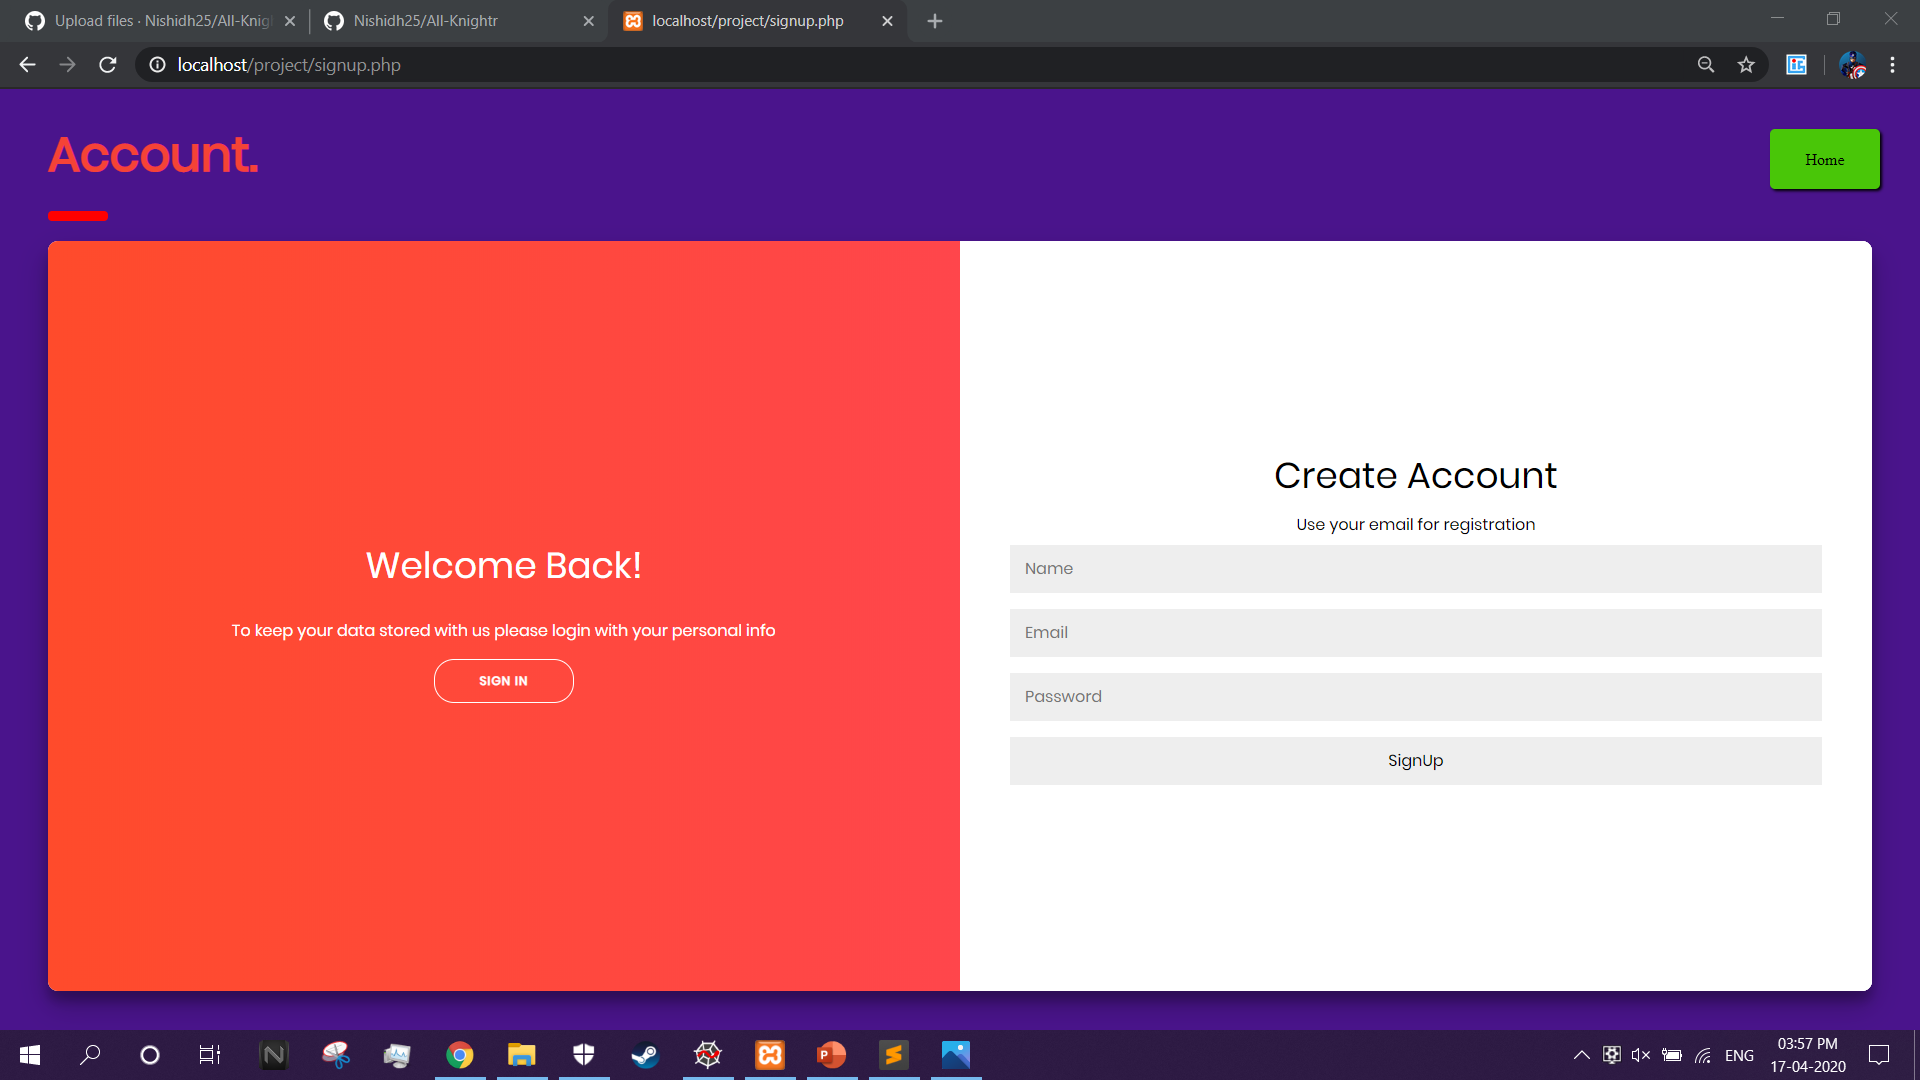 Upload files · Nishidh25/All-Knig
Nishidh25/All-Knightr
localhost/project/signup.php
localhost/project/signup.php
Account.
Home
Create Account
Use your email for registration
Name
Welcome Back!
Email
To keep your data stored with us please login with your personal info
SIGN IN
Password
SignUp
ENG
03:57 PM
17-04-2020